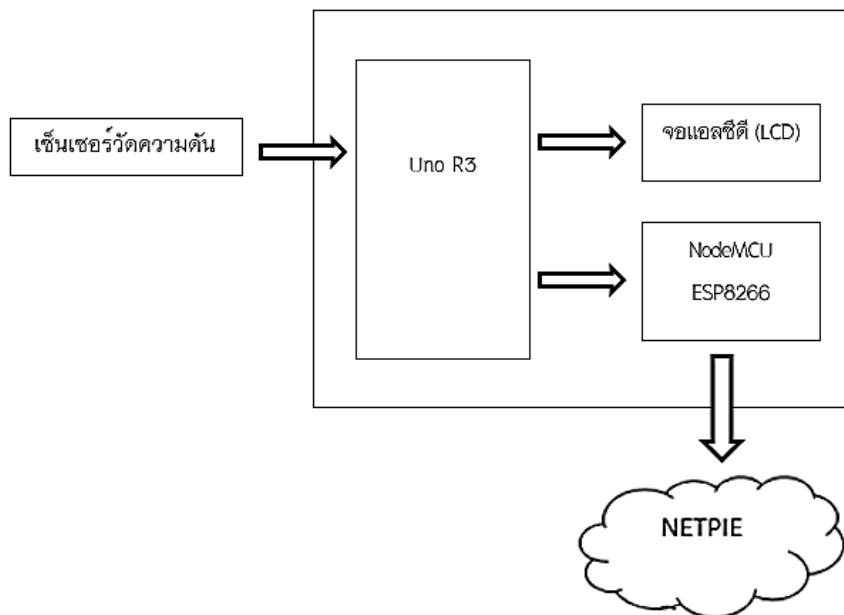 เซ็นเซอร์วัดความดัน
Uno R3
จอแอลซีดี (LCD)
NodeMCU
ESP8266
NETPIE